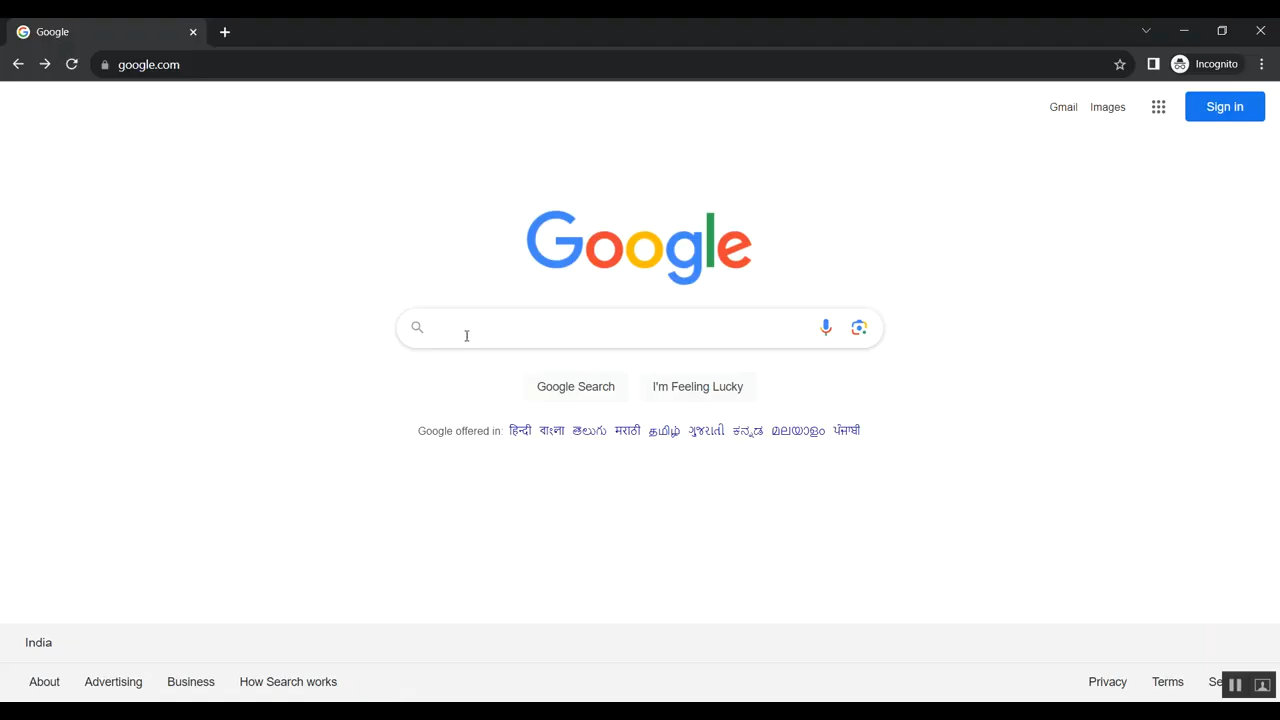 Google
google.com
Incognito
Gmail Images Sign in
Google
Google Search I'm Feeling Lucky
Google offered in: हिन्दी বাংলা తెలుగు मराठी தமிழ் ગુજરાતી ಕನ್ನಡ മലയാളം ਪੰਜਾਬੀ
India
About Advertising Business How Search works Privacy Terms Se